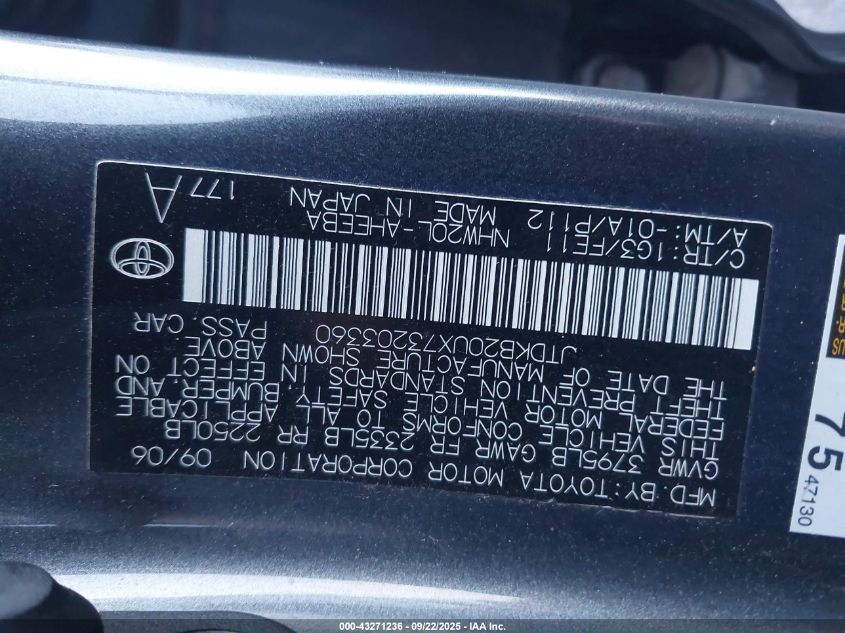 MFD. BY: TOYOTA MOTOR CORPORATION 09/06
GVWR 3795LB GAWR FR 2335LB RR 2250LB
THIS VEHICLE CONFORMS TO ALL APPLICABLE
FEDERAL MOTOR VEHICLE SAFETY, BUMPER, AND
THEFT PREVENTION STANDARDS IN EFFECT ON
THE DATE OF MANUFACTURE SHOWN ABOVE.
JTDKB20UX73203360 PASS. CAR
C/TR: 1G3/FE11 NHW20L-AHEEBA 177A
A/TM: -01A/P112 MADE IN JAPAN
75
47130
000-43271236 - 09/22/2025 - IAA Inc.